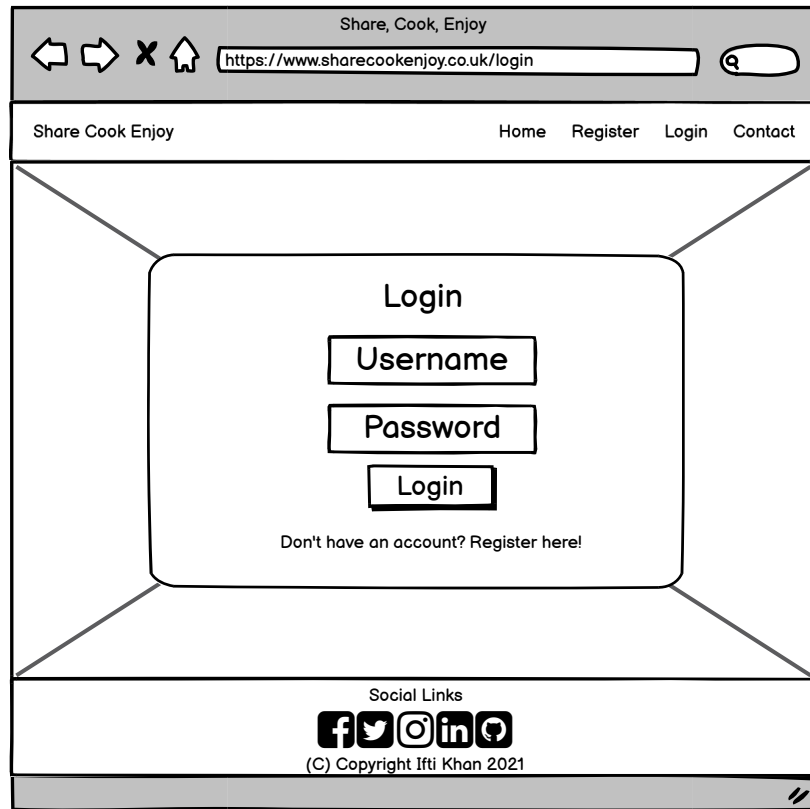 Share, Cook, Enjoy
https://www.sharecookenjoy.co.uk/login
Share Cook Enjoy Home Register Login Contact
Login
Username
Password
Login
Don't have an account? Register here!
Social Links
(C) Copyright Ifti Khan 2021